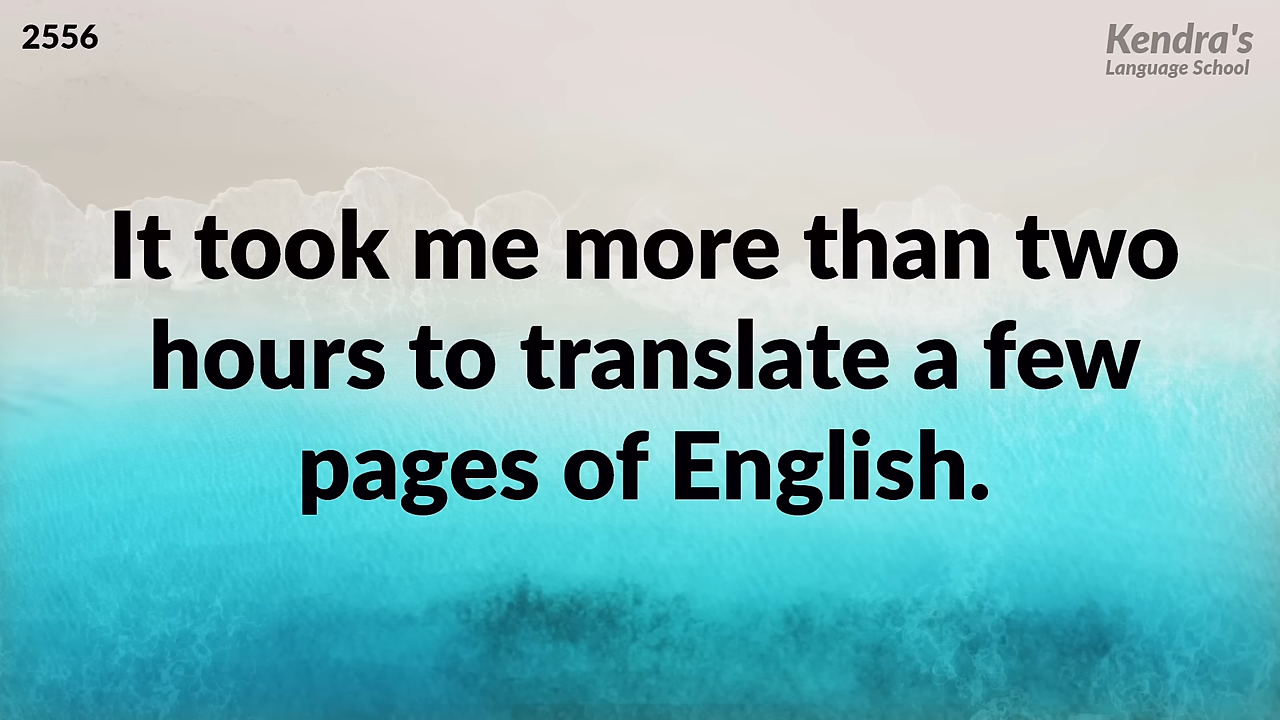 2556
Kendra's
Language School
It took me more than two
hours to translate a few
pages of English.